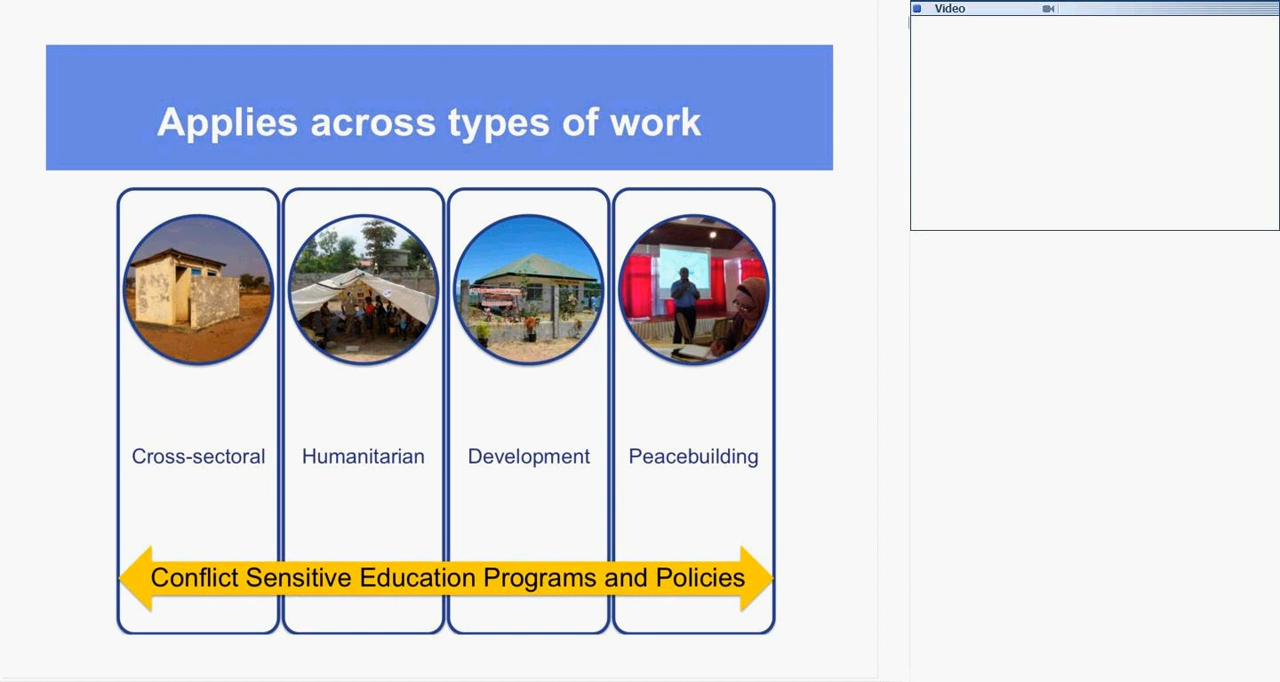 Video
Applies across types of work
Cross-sectoral
Humanitarian
Development
Peacebuilding
Conflict Sensitive Education Programs and Policies